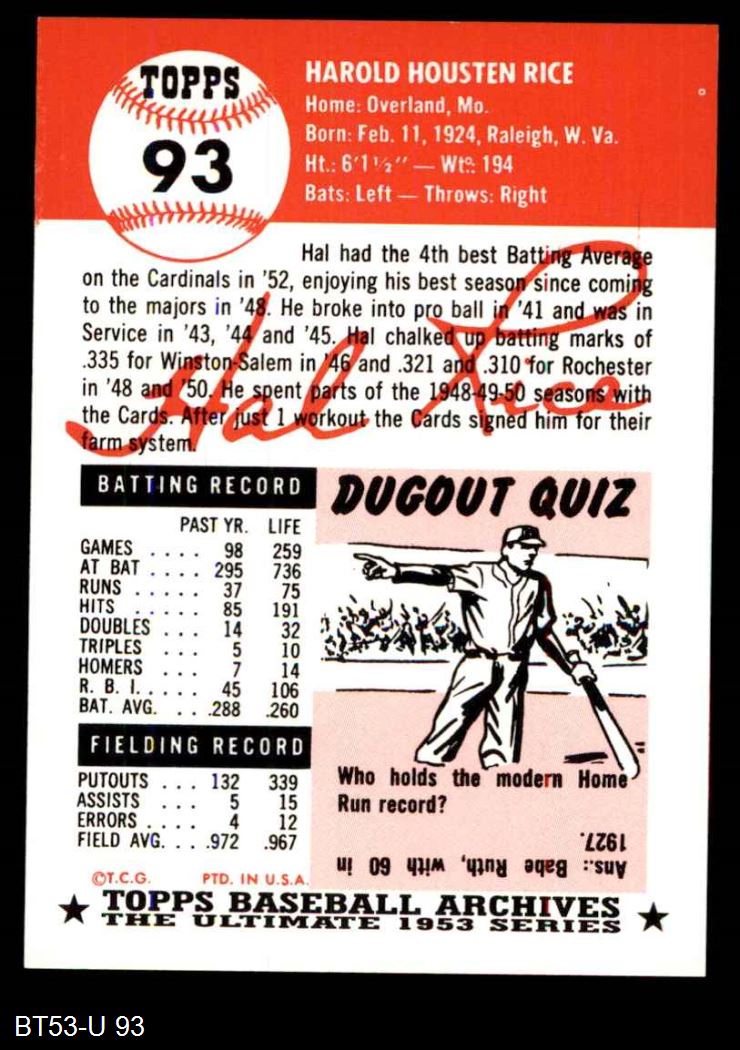 TOPPS
93
HAROLD HOUSTEN RICE
Home: Overland, Mo.
Born: Feb. 11, 1924, Raleigh, W. Va.
Ht.: 6'1½" — Wt.: 194
Bats: Left — Throws: Right
Hal had the 4th best Batting Average
on the Cardinals in '52, enjoying his best season since coming
to the majors in '48. He broke into pro ball in '41 and was in
Service in '43, '44 and '45. Hal chalked up batting marks of
.335 for Winston-Salem in '46 and .321 and .310 for Rochester
in '48 and '50. He spent parts of the 1948-49-50 seasons with
the Cards. After just 1 workout the Cards signed him for their
farm system.
Hal Rice
BATTING RECORD
PAST YR. LIFE
GAMES .... 98 259
AT BAT .... 295 736
RUNS .... 37 75
HITS .... 85 191
DOUBLES ... 14 32
TRIPLES ... 5 10
HOMERS ... 7 14
R. B. I. .... 45 106
BAT. AVG. ... .288 .260
FIELDING RECORD
PUTOUTS ... 132 339
ASSISTS ... 5 15
ERRORS .... 4 12
FIELD AVG. ... .972 .967
©T.C.G. PTD. IN U.S.A.
DUGOUT QUIZ
Who holds the modern Home
Run record?
Ans.: Babe Ruth, with 60 in
1927.
TOPPS BASEBALL ARCHIVES
THE ULTIMATE 1953 SERIES
BT53-U 93